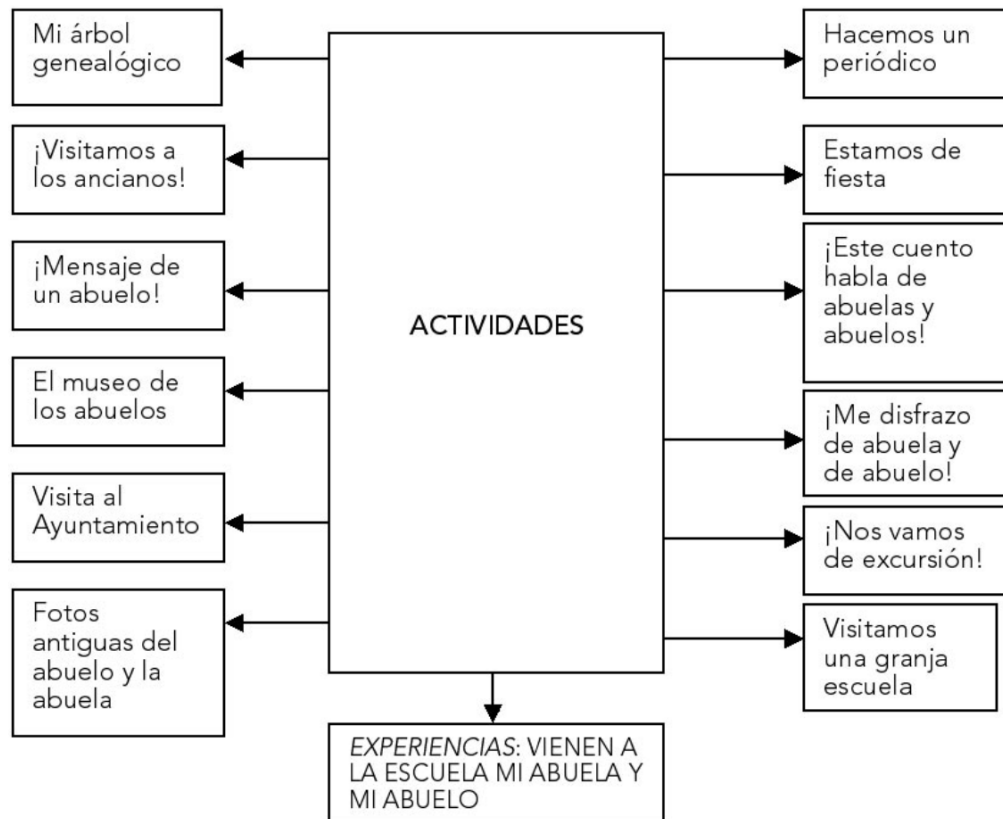 Mi árbol
genealógico
¡Visitamos a
los ancianos!
¡Mensaje de
un abuelo!
El museo de
los abuelos
Visita al
Ayuntamiento
Fotos
antiguas del
abuelo y la
abuela
ACTIVIDADES
Hacemos un
periódico
Estamos de
fiesta
¡Este cuento
habla de
abuelas y
abuelos!
¡Me disfrazo
de abuela y
de abuelo!
¡Nos vamos
de excursión!
Visitamos
una granja
escuela
EXPERIENCIAS: VIENEN A
LA ESCUELA MI ABUELA Y
MI ABUELO